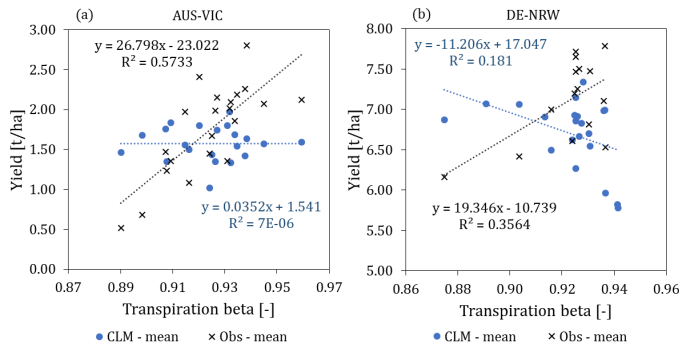 (a)
AUS-VIC
y = 26.798x - 23.022
R² = 0.5733
y = 0.0352x + 1.541
R² = 7E-06
Yield [t/ha]
3.00
2.50
2.00
1.50
1.00
0.50
0.00
0.87
0.89
0.91
0.93
0.95
0.97
Transpiration beta [-]
CLM - mean
Obs - mean
(b)
DE-NRW
y = -11.206x + 17.047
R² = 0.181
y = 19.346x - 10.739
R² = 0.3564
Yield [t/ha]
8.00
7.50
7.00
6.50
6.00
5.50
5.00
0.86
0.88
0.90
0.92
0.94
0.96
Transpiration beta [-]
CLM - mean
Obs - mean